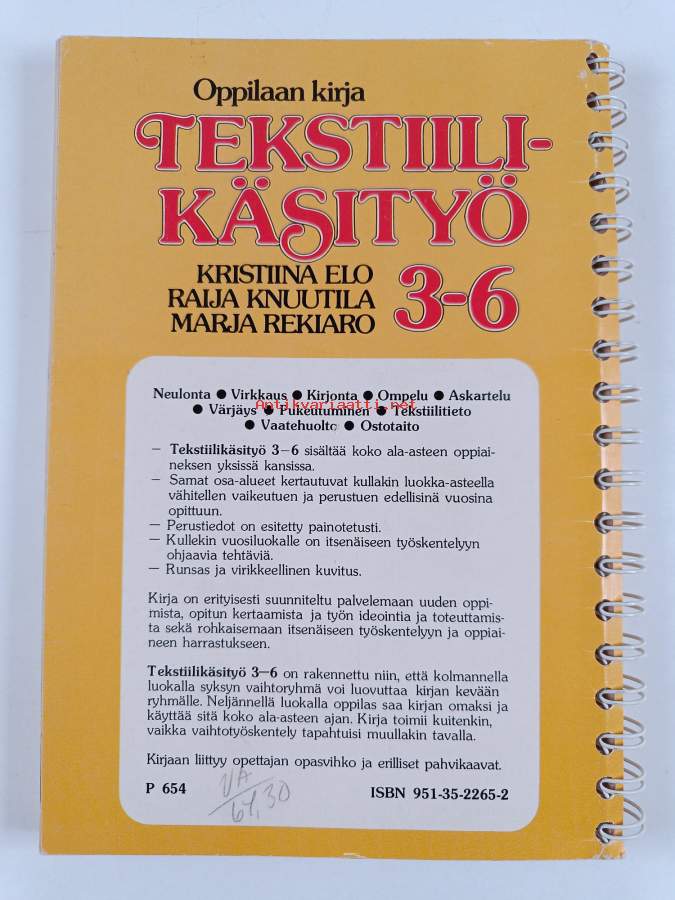 Oppilaan kirja
TEKSTIILI-
KÄSITYÖ
KRISTIINA ELO
RAIJA KNUUTILA
MARJA REKIARO
3-6
Neulonta ● Virkkaus ● Kirjonta ● Ompelu ● Askartelu
● Värjäys ● Pukeutuminen ● Tekstiilitieto
Antikvariaatti.net
● Vaatehuolto ● Ostotaito
— Tekstiilikäsityö 3–6 sisältää koko ala-asteen oppiai-
neksen yksissä kansissa.
— Samat osa-alueet kertautuvat kullakin luokka-asteella
vähitellen vaikeutuen ja perustuen edellisinä vuosina
opittuun.
— Perustiedot on esitetty painotetusti.
— Kullekin vuosiluokalle on itsenäiseen työskentelyyn
ohjaavia tehtäviä.
— Runsas ja virikkeellinen kuvitus.
Kirja on erityisesti suunniteltu palvelemaan uuden oppi-
mista, opitun kertaamista ja työn ideointia ja toteuttamis-
ta sekä rohkaisemaan itsenäiseen työskentelyyn ja oppiai-
neen harrastukseen.
Tekstiilikäsityö 3—6 on rakennettu niin, että kolmannella
luokalla syksyn vaihtoryhmä voi luovuttaa kirjan kevään
ryhmälle. Neljännellä luokalla oppilas saa kirjan omaksi ja
käyttää sitä koko ala-asteen ajan. Kirja toimii kuitenkin,
vaikka vaihtotyöskentely tapahtuisi muullakin tavalla.
Kirjaan liittyy opettajan opasvihko ja erilliset pahvikaavat.
P 654
VA
64,30
ISBN 951-35-2265-2